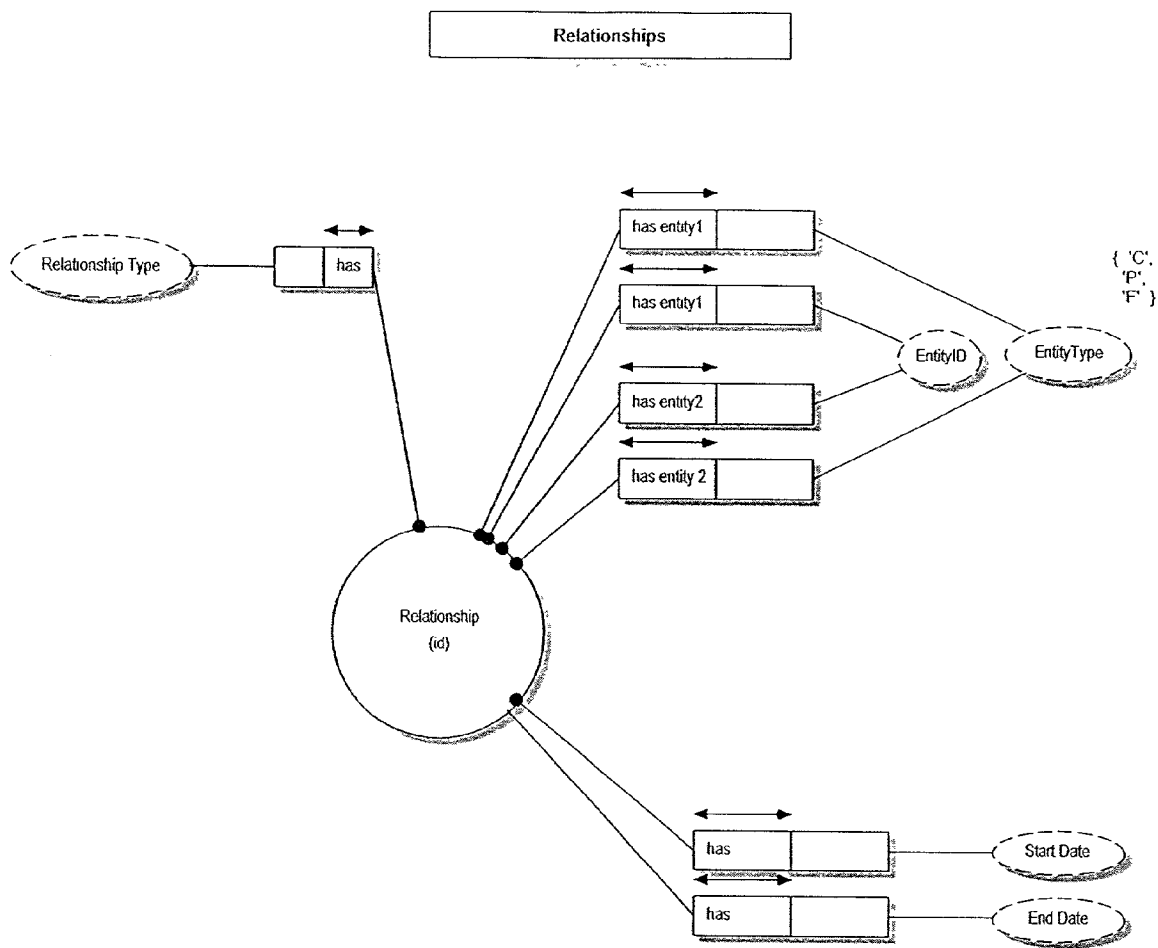 Relationships
has entity1
Relationship Type
has
has entity1
{ 'C',
'P',
'F' }
EntityID
EntityType
has entity2
has entity 2
Relationship
(id)
has
Start Date
has
End Date